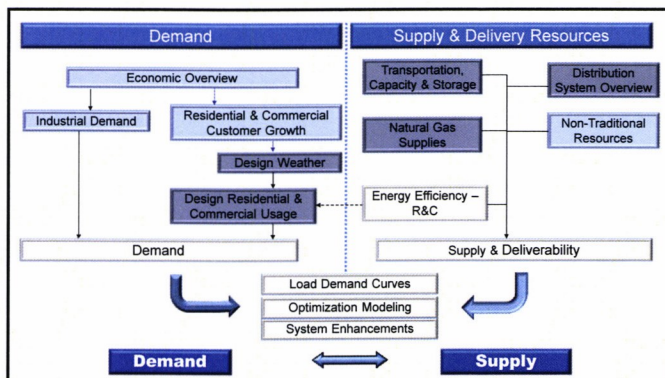 Demand
Supply & Delivery Resources
Economic Overview
Industrial Demand
Residential & Commercial
Customer Growth
Design Weather
Design Residential &
Commercial Usage
Demand
Transportation,
Capacity & Storage
Distribution
System Overview
Natural Gas
Supplies
Non-Traditional
Resources
Energy Efficiency –
R&C
Supply & Deliverability
Load Demand Curves
Optimization Modeling
System Enhancements
Demand
Supply